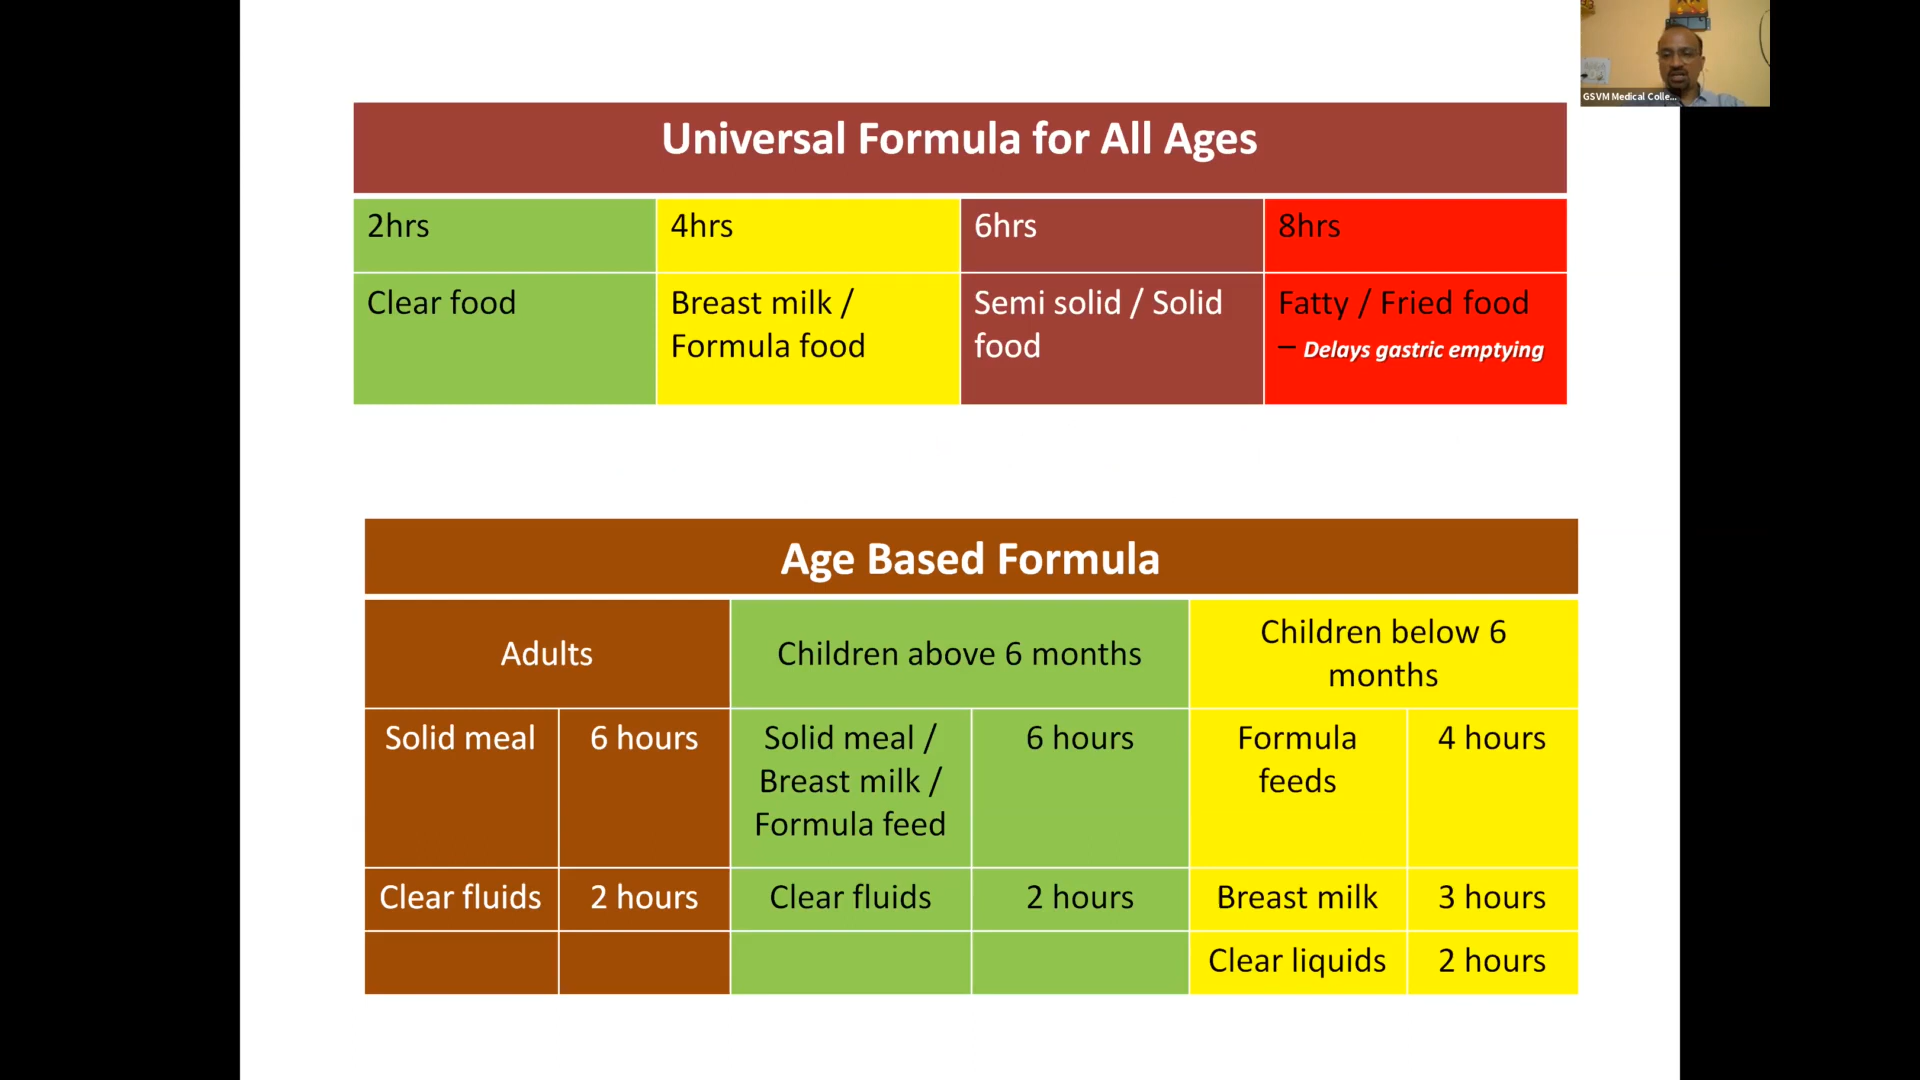 GSVM Medical Colle...
Universal Formula for All Ages
2hrs
4hrs
6hrs
8hrs
Clear food
Breast milk /
Formula food
Semi solid / Solid
food
Fatty / Fried food
– Delays gastric emptying
Age Based Formula
Adults
Children above 6 months
Children below 6
months
Solid meal
6 hours
Solid meal /
Breast milk /
Formula feed
6 hours
Formula
feeds
4 hours
Clear fluids
2 hours
Clear fluids
2 hours
Breast milk
3 hours
Clear liquids
2 hours